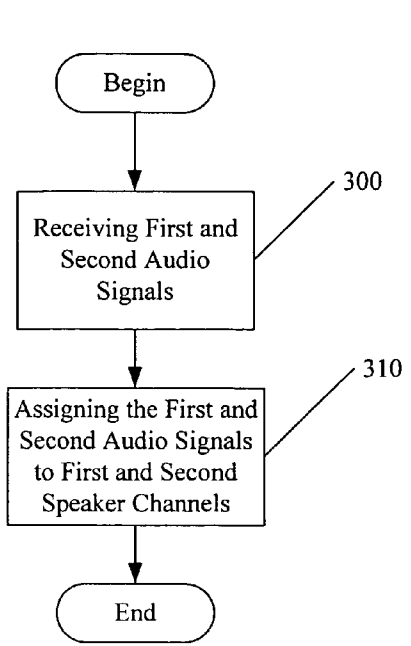 Begin
300
Receiving First and
Second Audio
Signals
310
Assigning the First and
Second Audio Signals
to First and Second
Speaker Channels
End